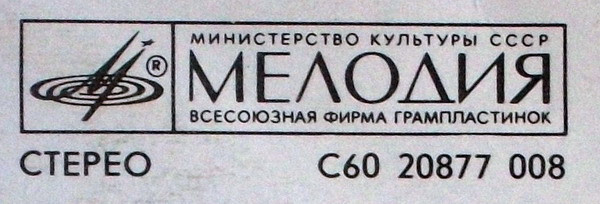 МИНИСТЕРСТВО КУЛЬТУРЫ СССР
®
МЕЛОДИЯ
ВСЕСОЮЗНАЯ ФИРМА ГРАМПЛАСТИНОК
СТЕРЕО С60 20877 008